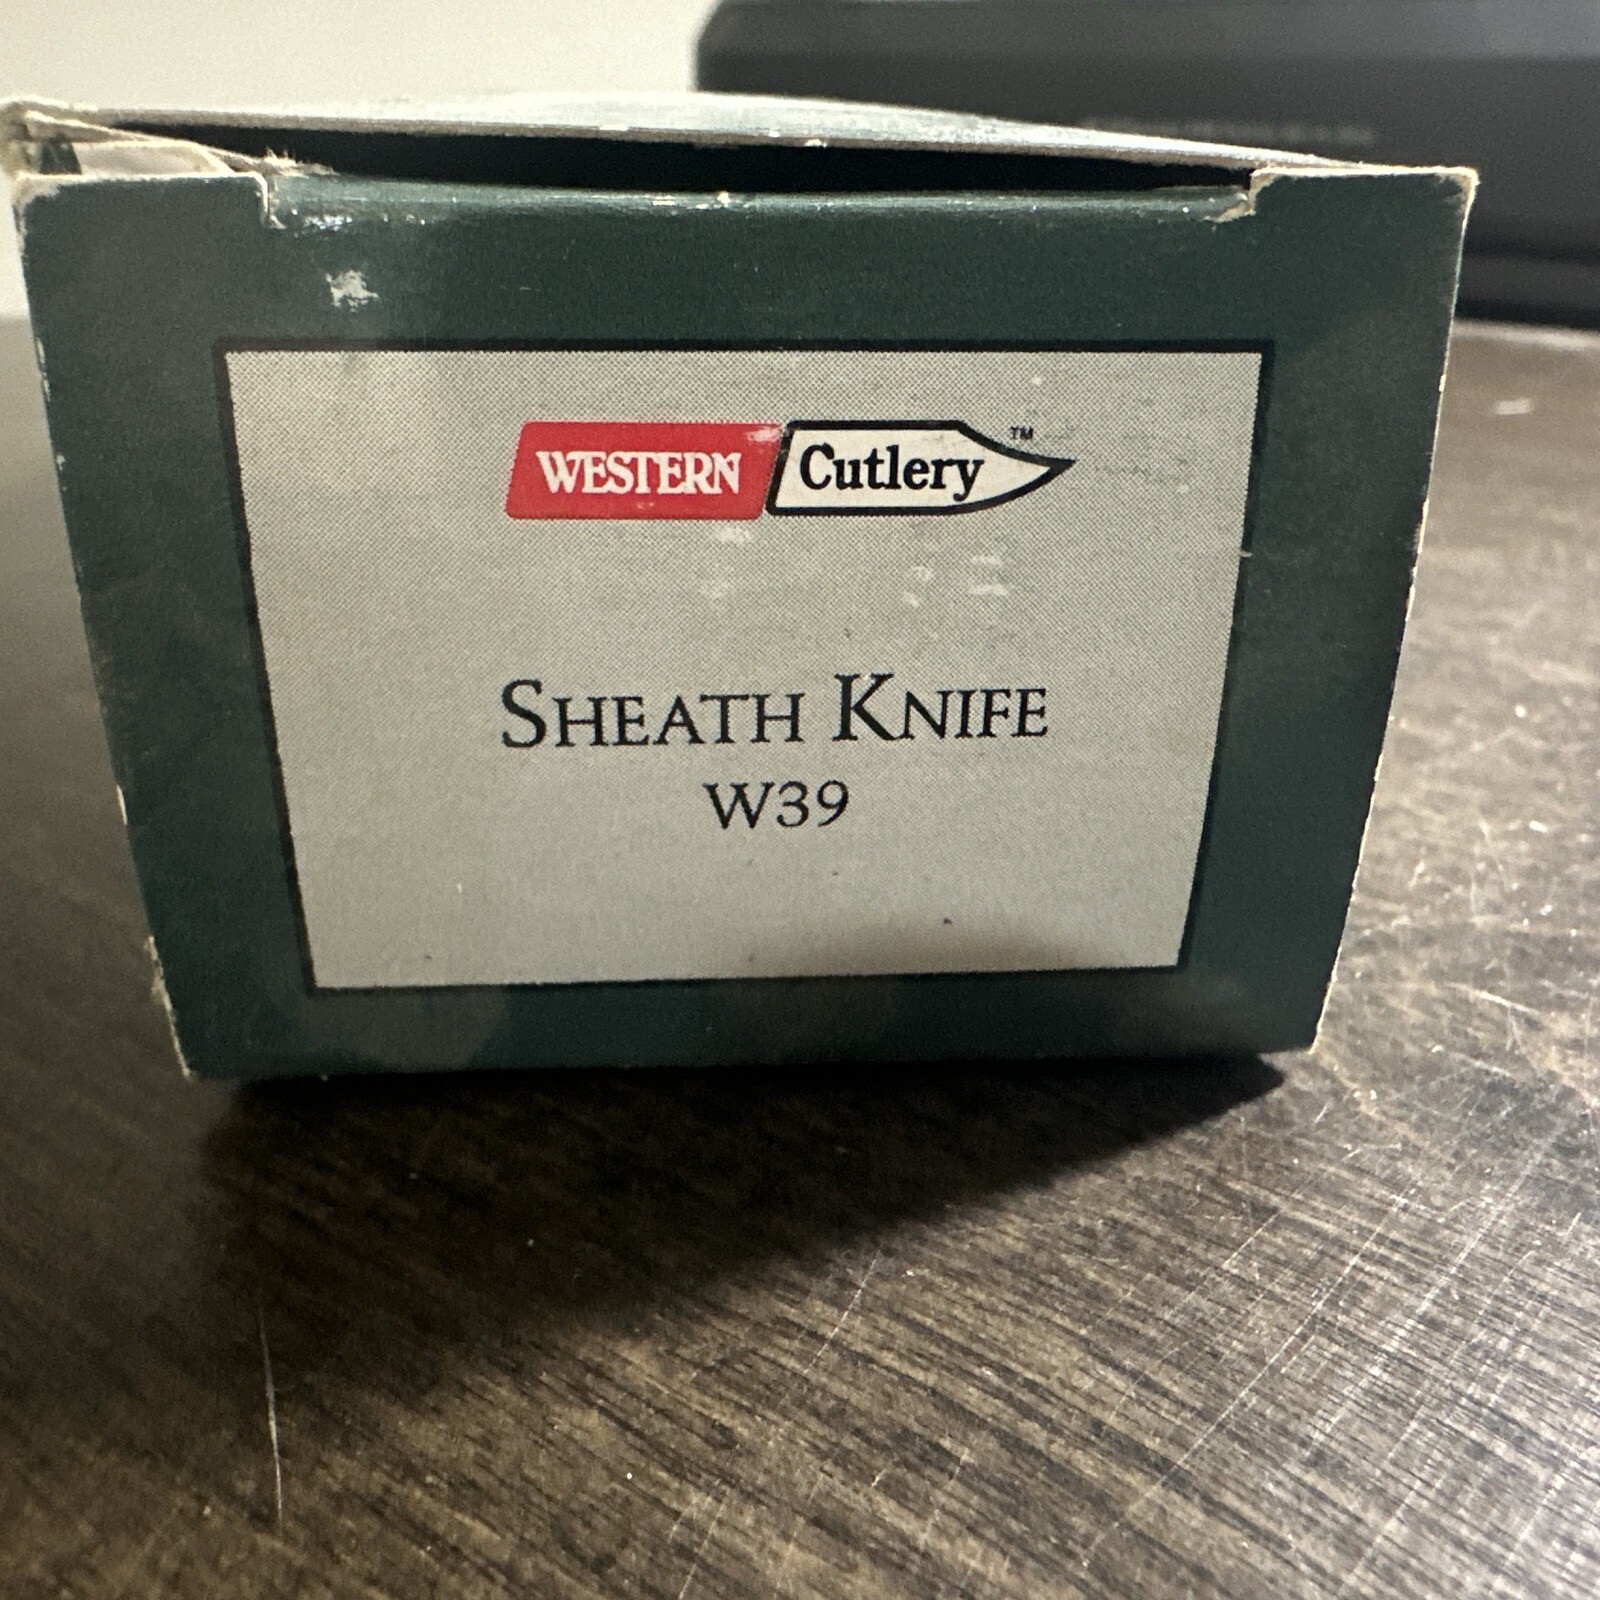 WESTERN Cutlery™
SHEATH KNIFE
W39